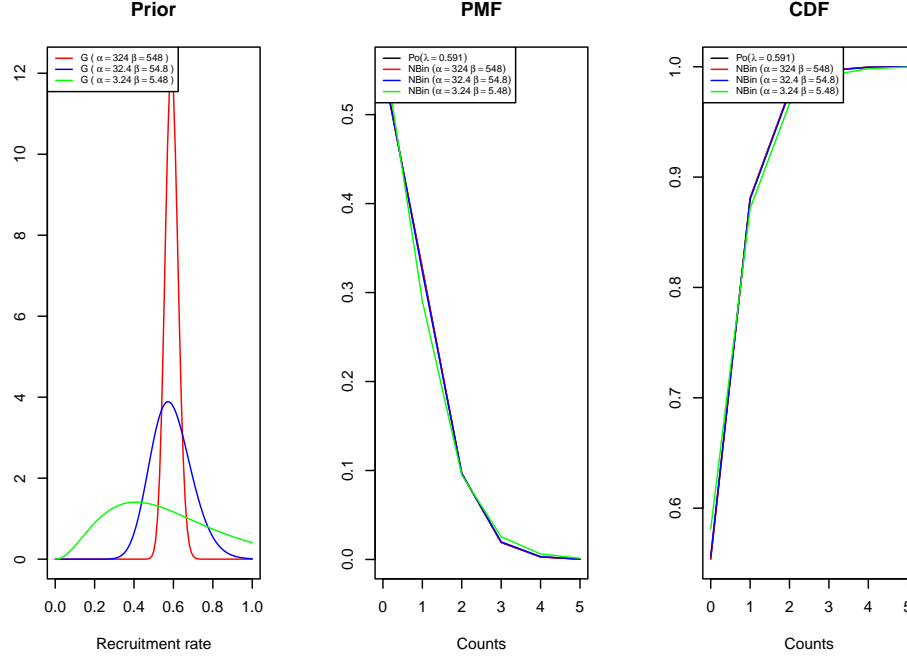 Prior
G ( α = 324 β = 548 )
G ( α = 32.4 β = 54.8 )
G ( α = 3.24 β = 5.48 )
0
2
4
6
8
10
12
0.0
0.2
0.4
0.6
0.8
1.0
Recruitment rate
PMF
Po(λ = 0.591)
NBin (α = 324 β = 548)
NBin (α = 32.4 β = 54.8)
NBin (α = 3.24 β = 5.48)
0.0
0.1
0.2
0.3
0.4
0.5
0
1
2
3
4
5
Counts
CDF
Po(λ = 0.591)
NBin (α = 324 β = 548)
NBin (α = 32.4 β = 54.8)
NBin (α = 3.24 β = 5.48)
0.6
0.7
0.8
0.9
1.0
0
1
2
3
4
5
Counts